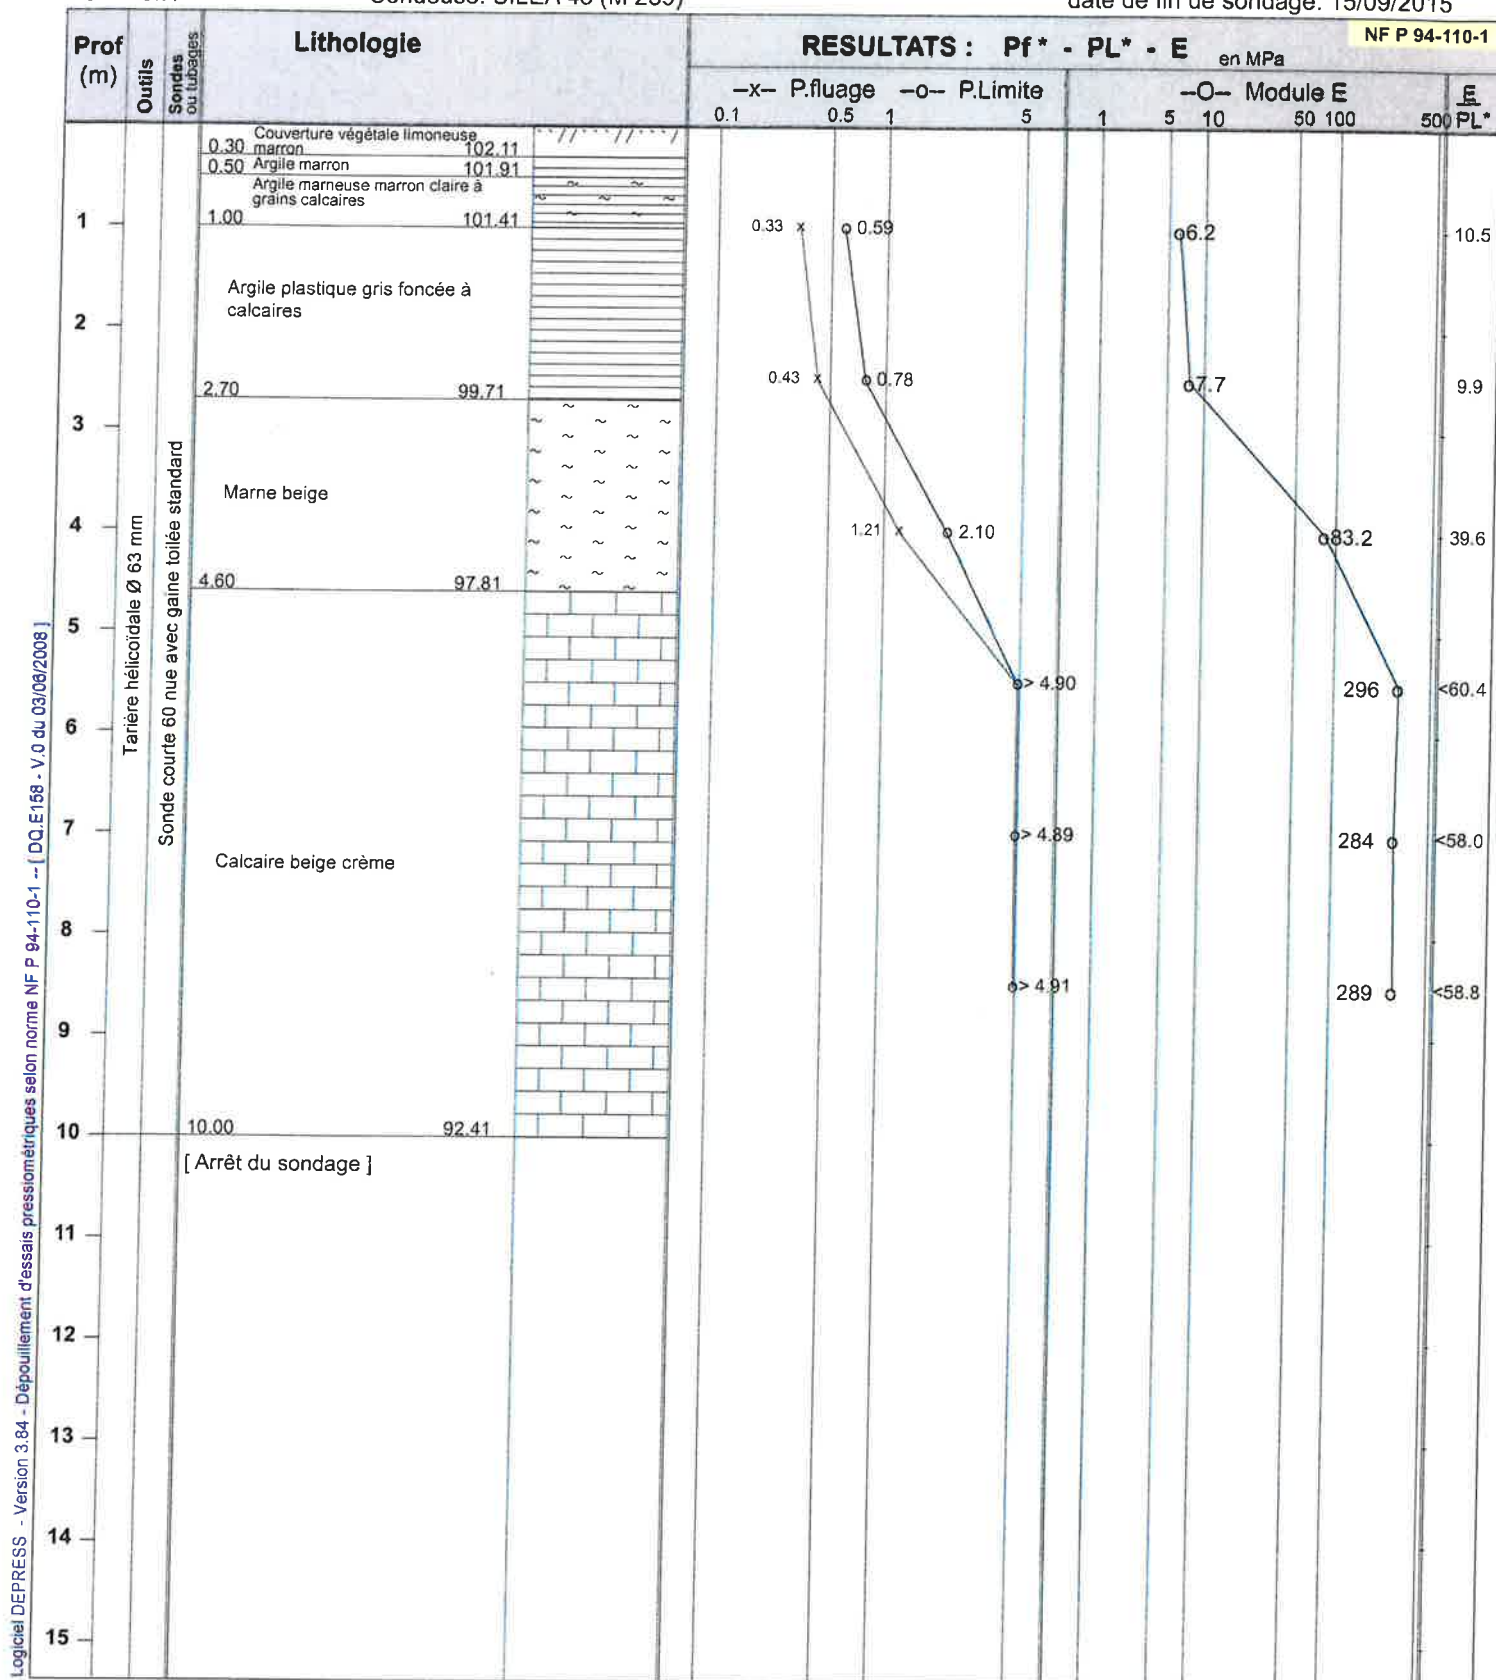 date de fin de sondage: 15/09/2015
NF P 94-110-1
Prof
(m)
Outils
Sondes
ou tubages
Lithologie
RESULTATS : Pf* - PL* - E en MPa
–x– P.fluage –o– P.Limite
–O– Module E
E
PL*
0.1 0.5 1 5 1 5 10 50 100 500
Couverture végétale limoneuse
marron
0.30 102.11
Argile marron
0.50 101.91
Argile marneuse marron claire à
grains calcaires
1.00 101.41
Argile plastique gris foncée à
calcaires
2.70 99.71
Marne beige
4.60 97.81
Calcaire beige crème
10.00 92.41
[ Arrêt du sondage ]
Tarière hélicoïdale Ø 63 mm
Sonde courte 60 nue avec gaine toilée standard
1
2
3
4
5
6
7
8
9
10
11
12
13
14
15
0.33 0.59 6.2 10.5
0.43 0.78 7.7 9.9
1.21 2.10 83.2 39.6
> 4.90 296 <60.4
> 4.89 284 <58.0
> 4.91 289 <58.8
Logiciel DEPRESS - Version 3.84 - Dépouillement d'essais pressiométriques selon norme NF P 94-110-1 -- [ DQ.E158 - V.0 du 03/06/2008 ]